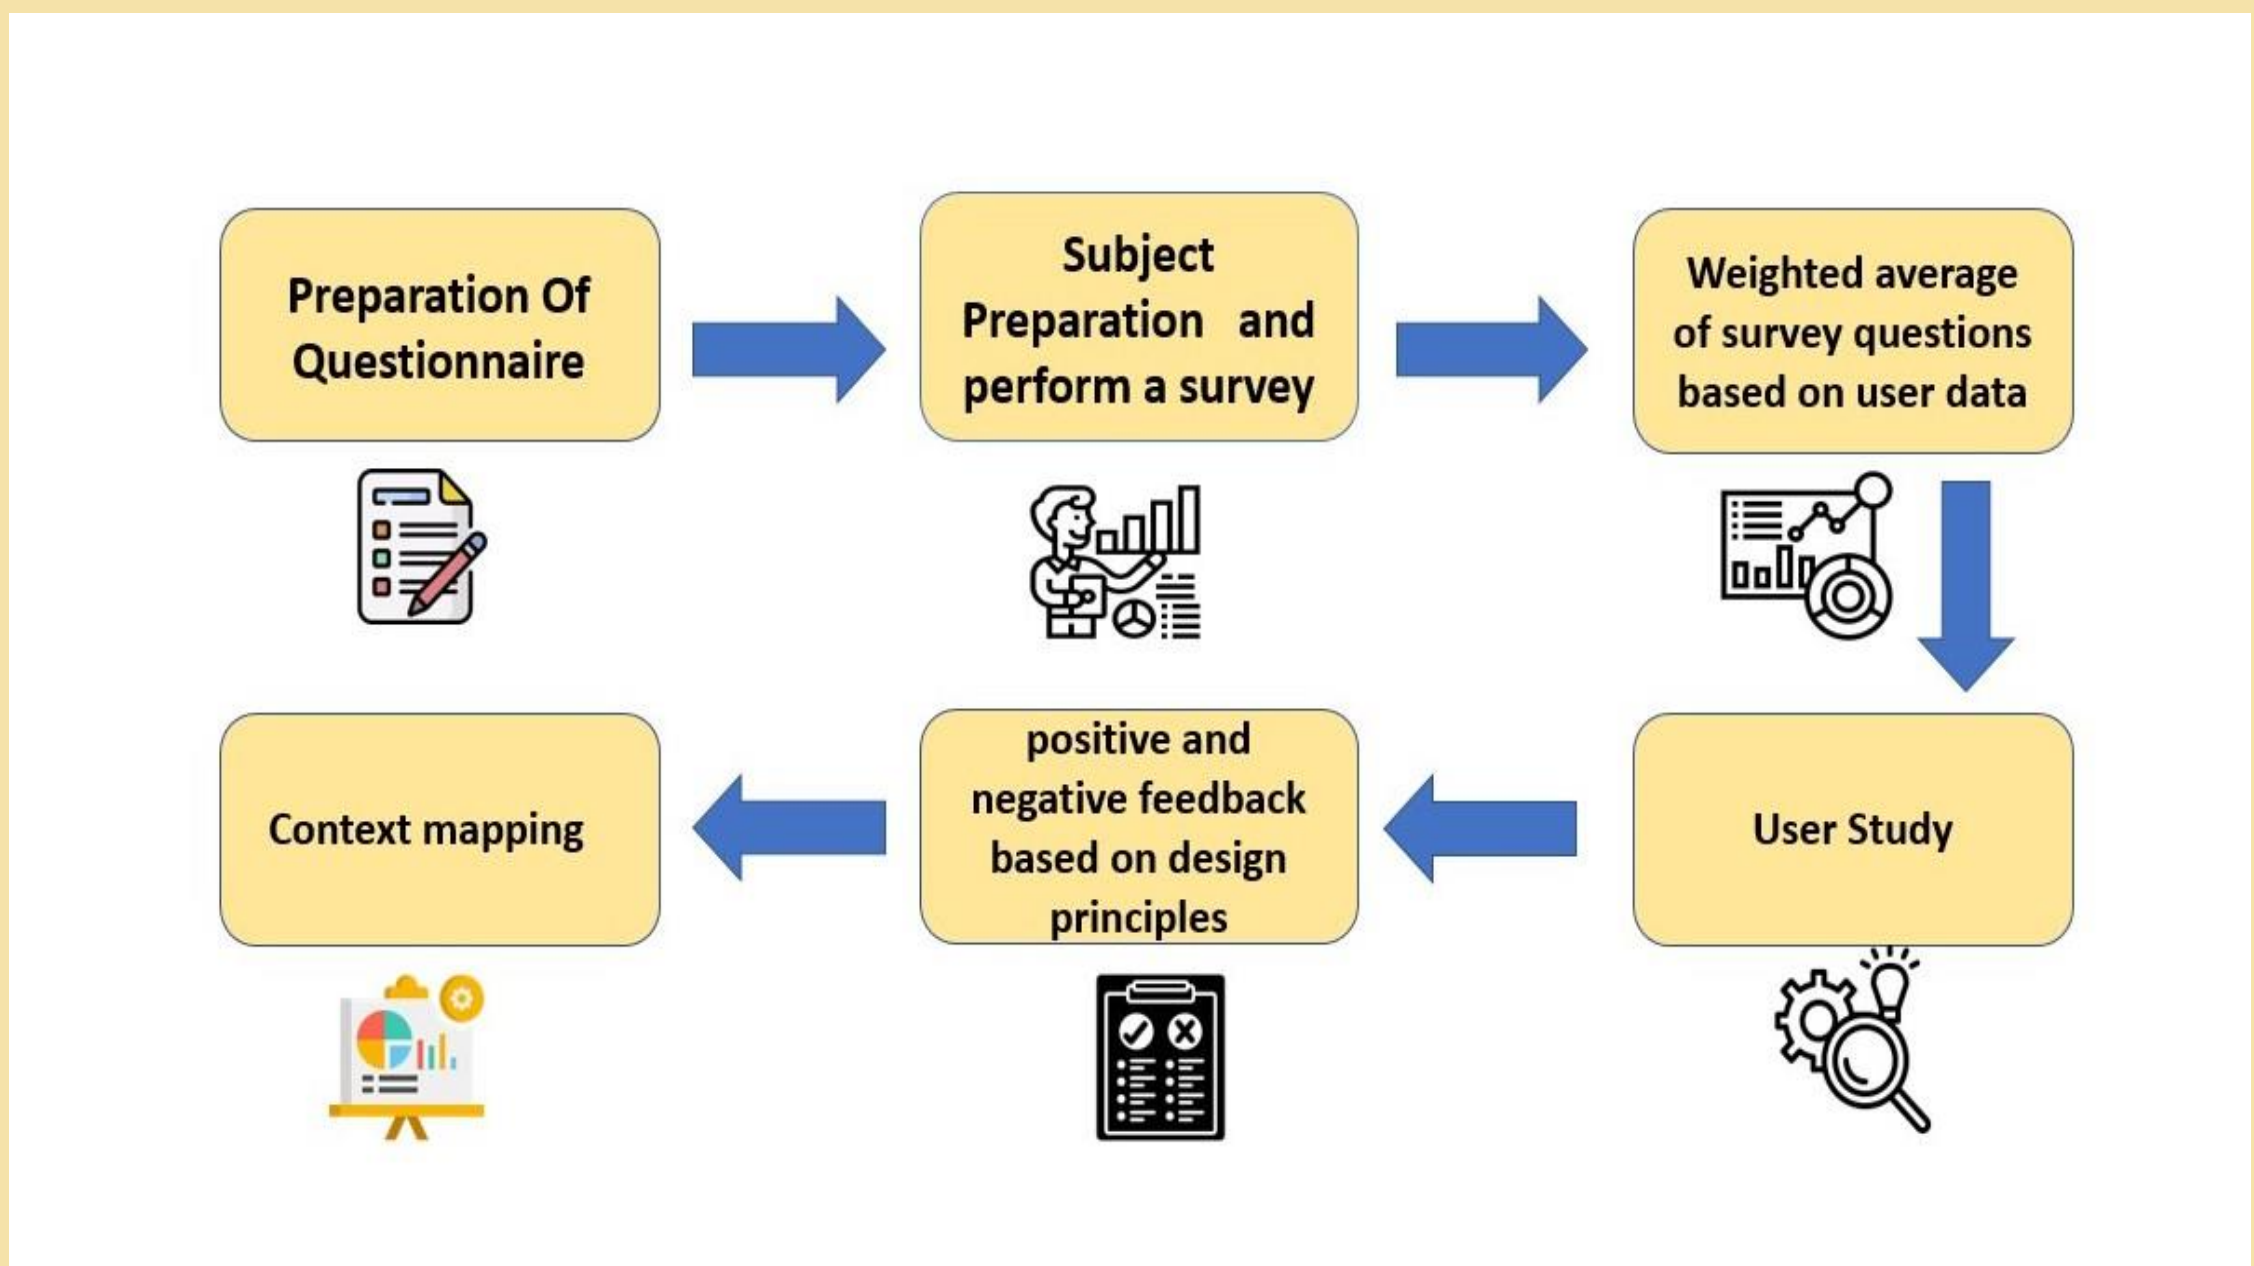 Preparation Of
Questionnaire
Subject
Preparation and
perform a survey
Weighted average
of survey questions
based on user data
User Study
positive and
negative feedback
based on design
principles
Context mapping